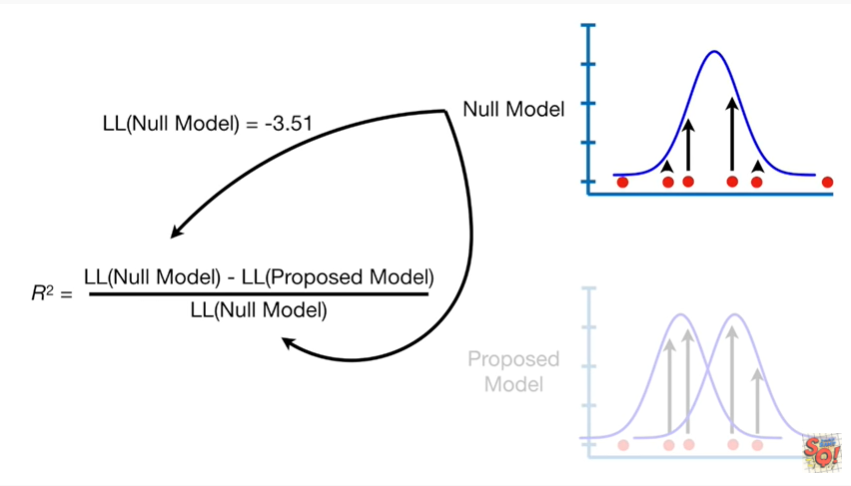 Null Model
LL(Null Model) = -3.51
R² =
LL(Null Model) - LL(Proposed Model)
LL(Null Model)
Proposed
Model
SQ!